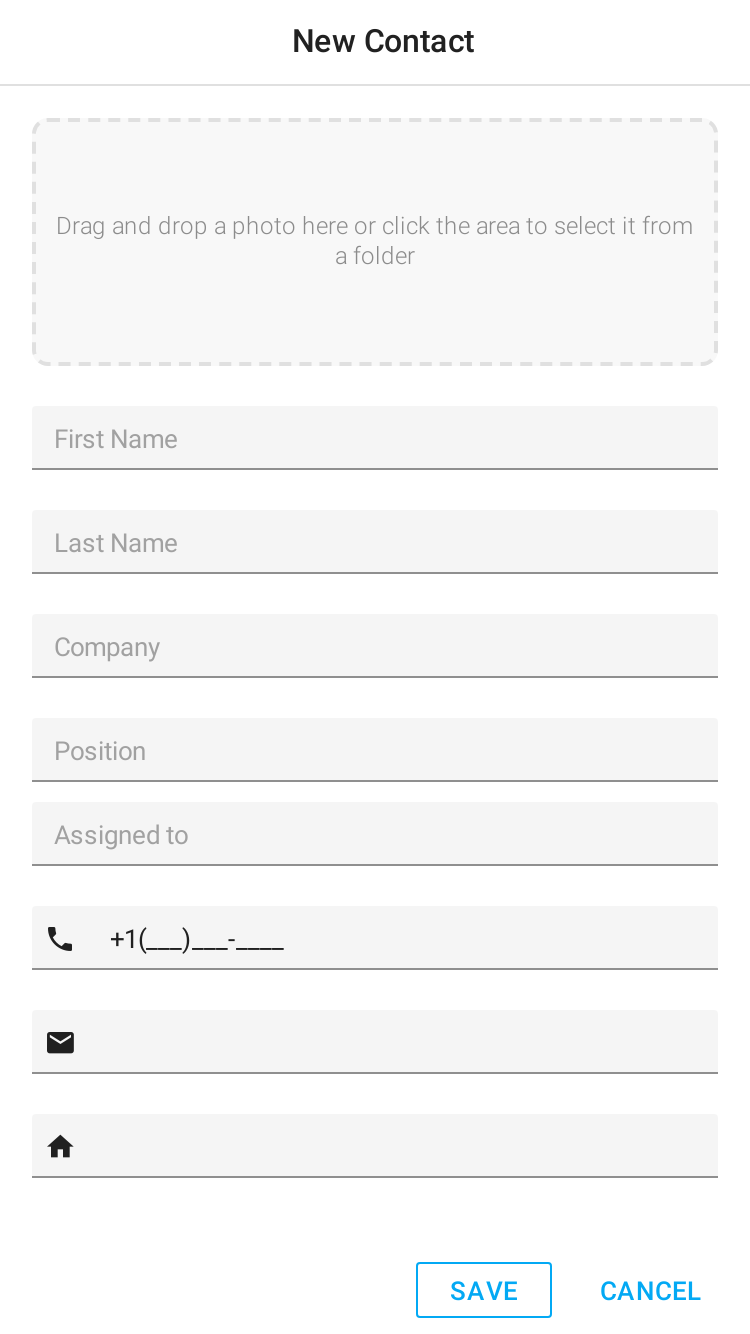 New Contact
Drag and drop a photo here or click the area to select it from
a folder
First Name
Last Name
Company
Position
Assigned to
+1(___)___-____
SAVE
CANCEL